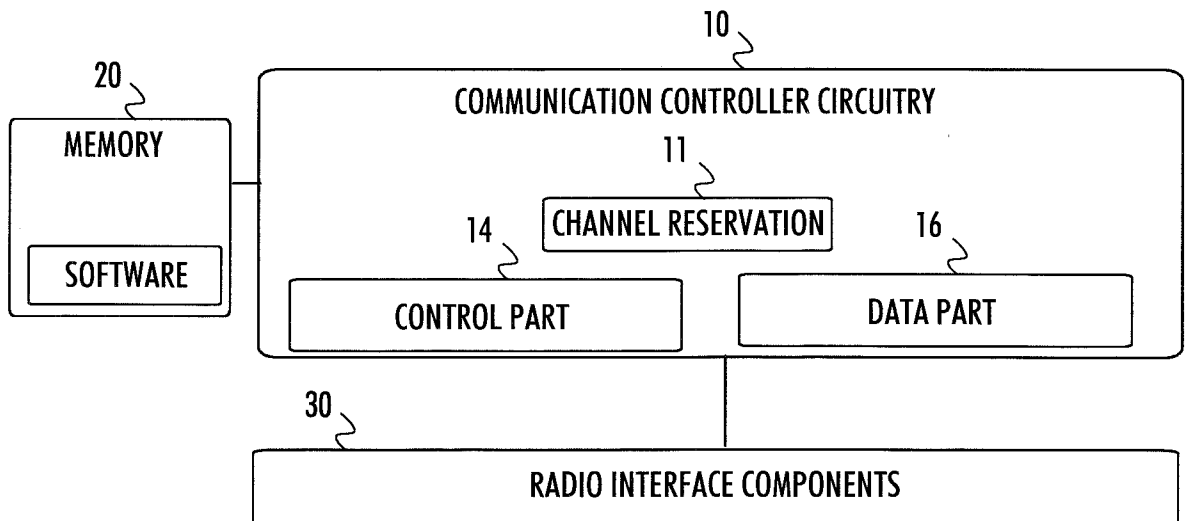 10
20
COMMUNICATION CONTROLLER CIRCUITRY
MEMORY
11
CHANNEL RESERVATION
14
16
SOFTWARE
CONTROL PART
DATA PART
30
RADIO INTERFACE COMPONENTS